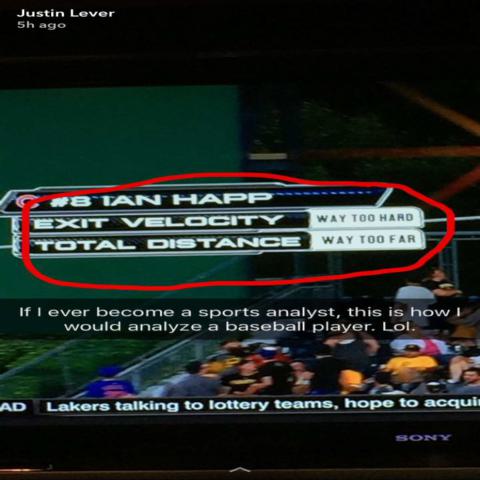 Justin Lever
5h ago
#8 IAN HAPP
EXIT VELOCITY WAY TOO HARD
TOTAL DISTANCE WAY TOO FAR
If I ever become a sports analyst, this is how I
would analyze a baseball player. Lol.
AD Lakers talking to lottery teams, hope to acqui
SONY